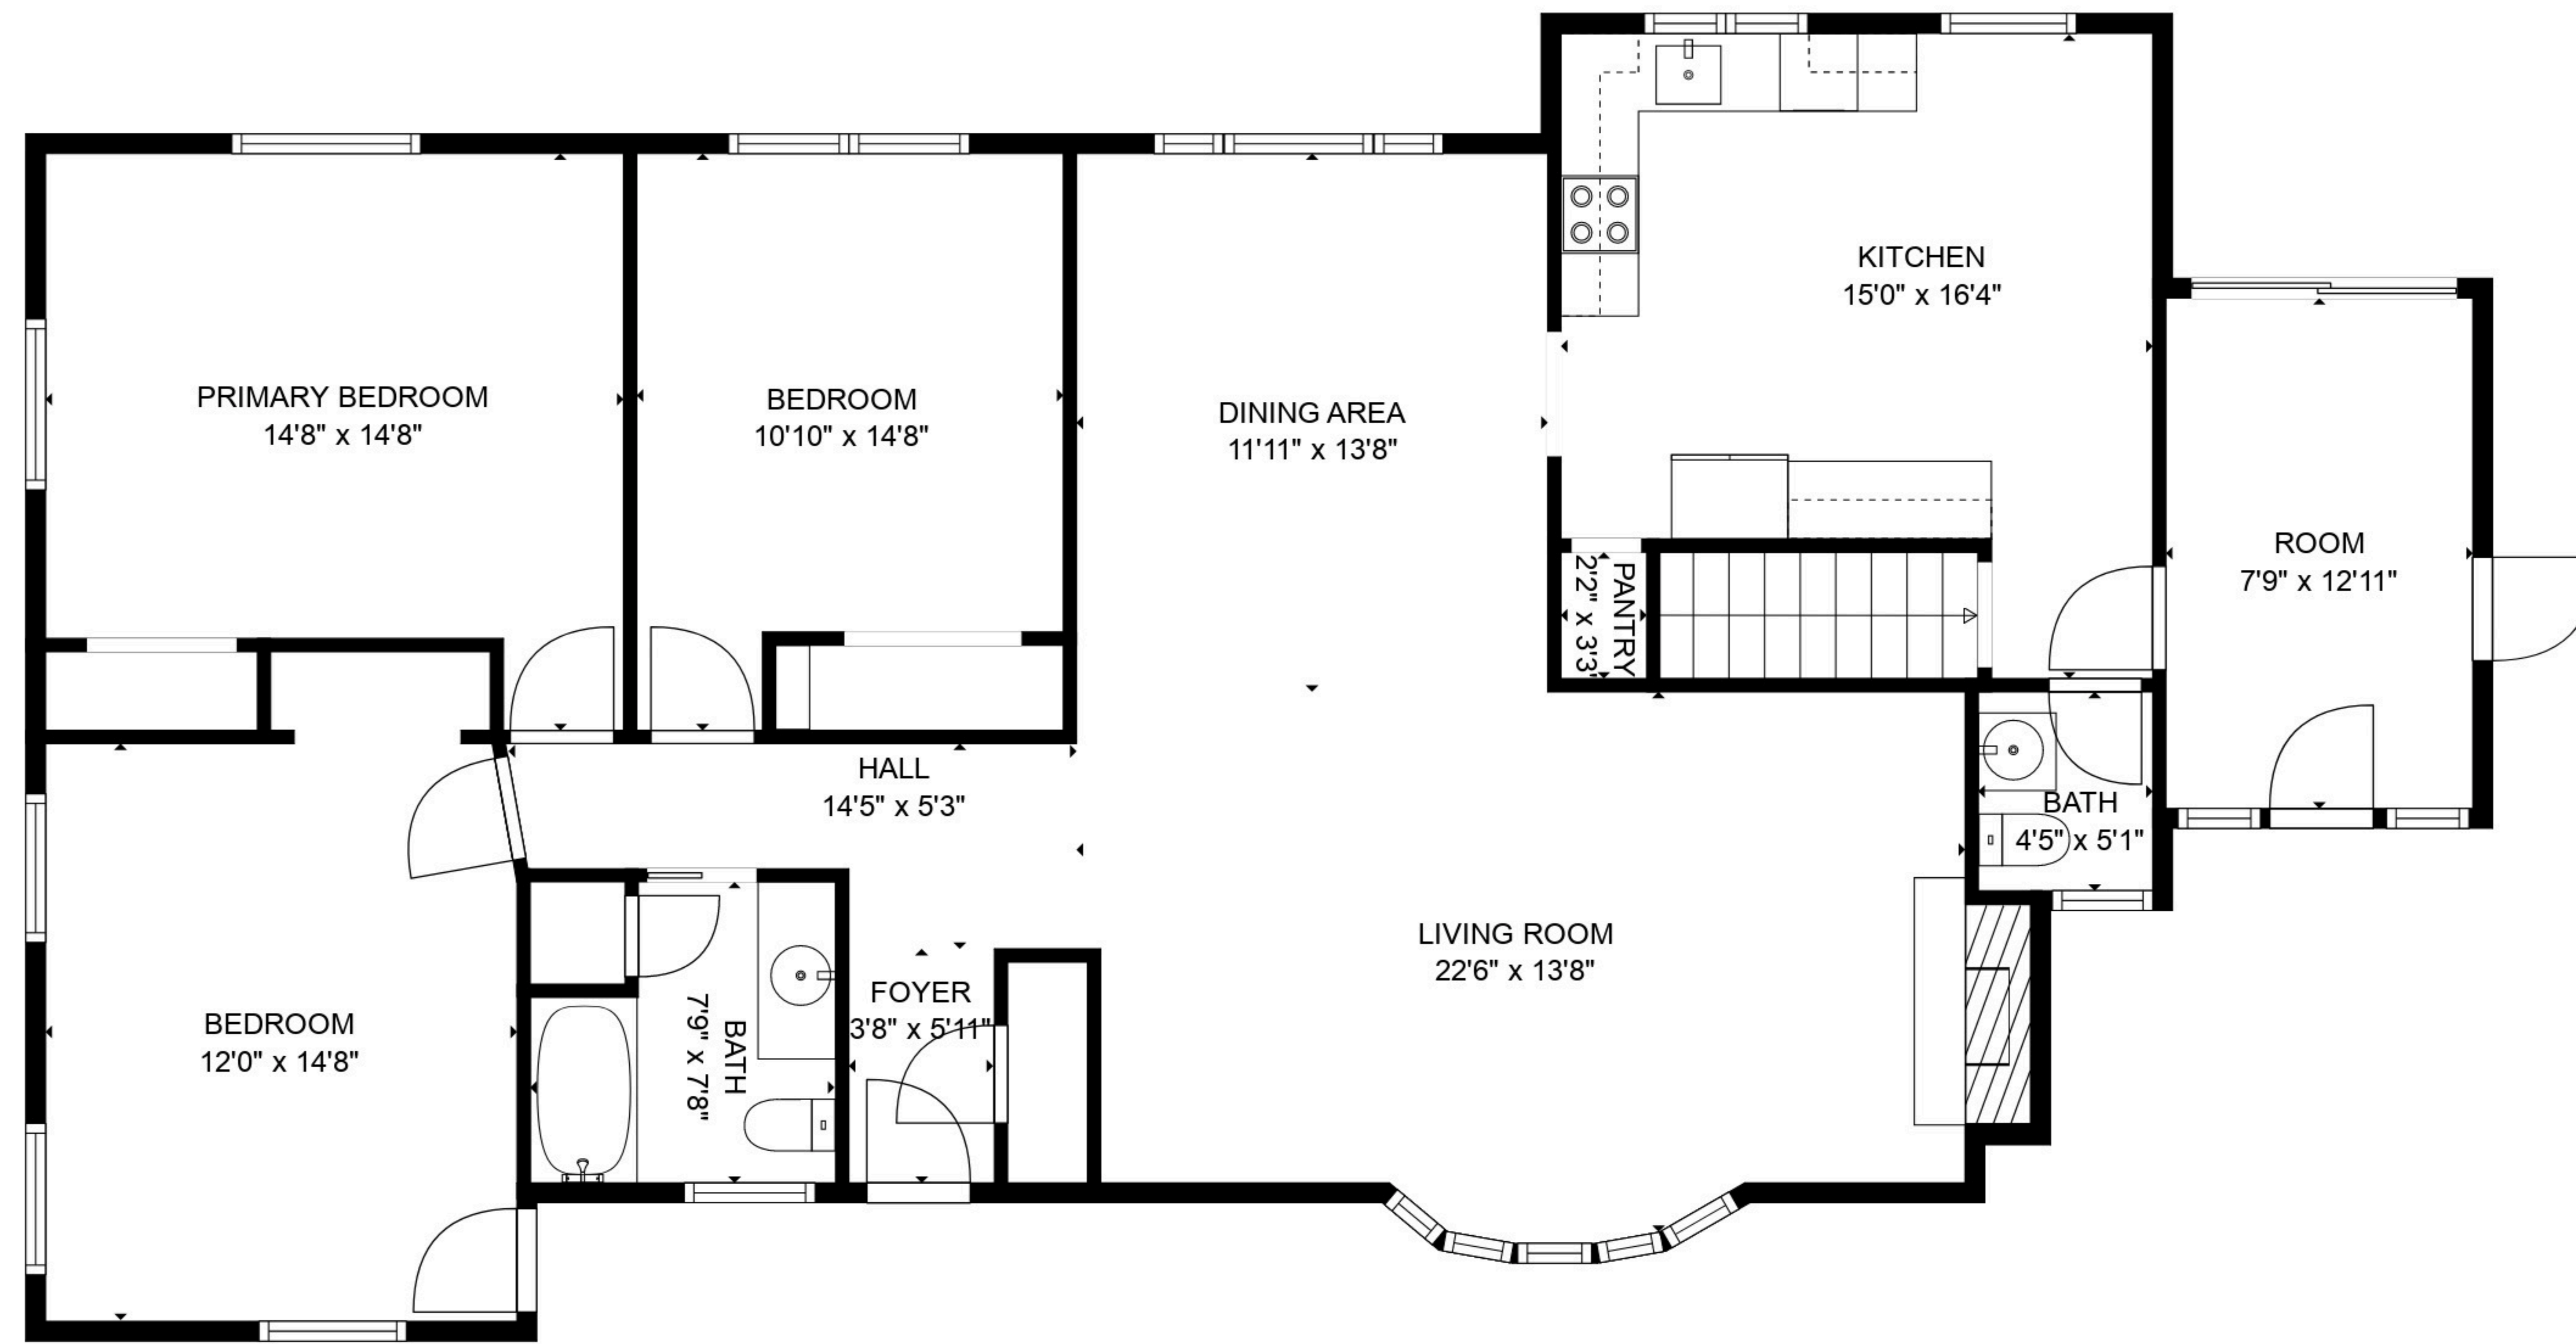 KITCHEN
15'0" x 16'4"
PRIMARY BEDROOM
14'8" x 14'8"
BEDROOM
10'10" x 14'8"
DINING AREA
11'11" x 13'8"
ROOM
7'9" x 12'11"
PANTRY
2'2" x 3'3"
HALL
14'5" x 5'3"
BATH
4'5" x 5'1"
LIVING ROOM
22'6" x 13'8"
FOYER
3'8" x 5'11"
BEDROOM
12'0" x 14'8"
BATH
7'9" x 7'8"